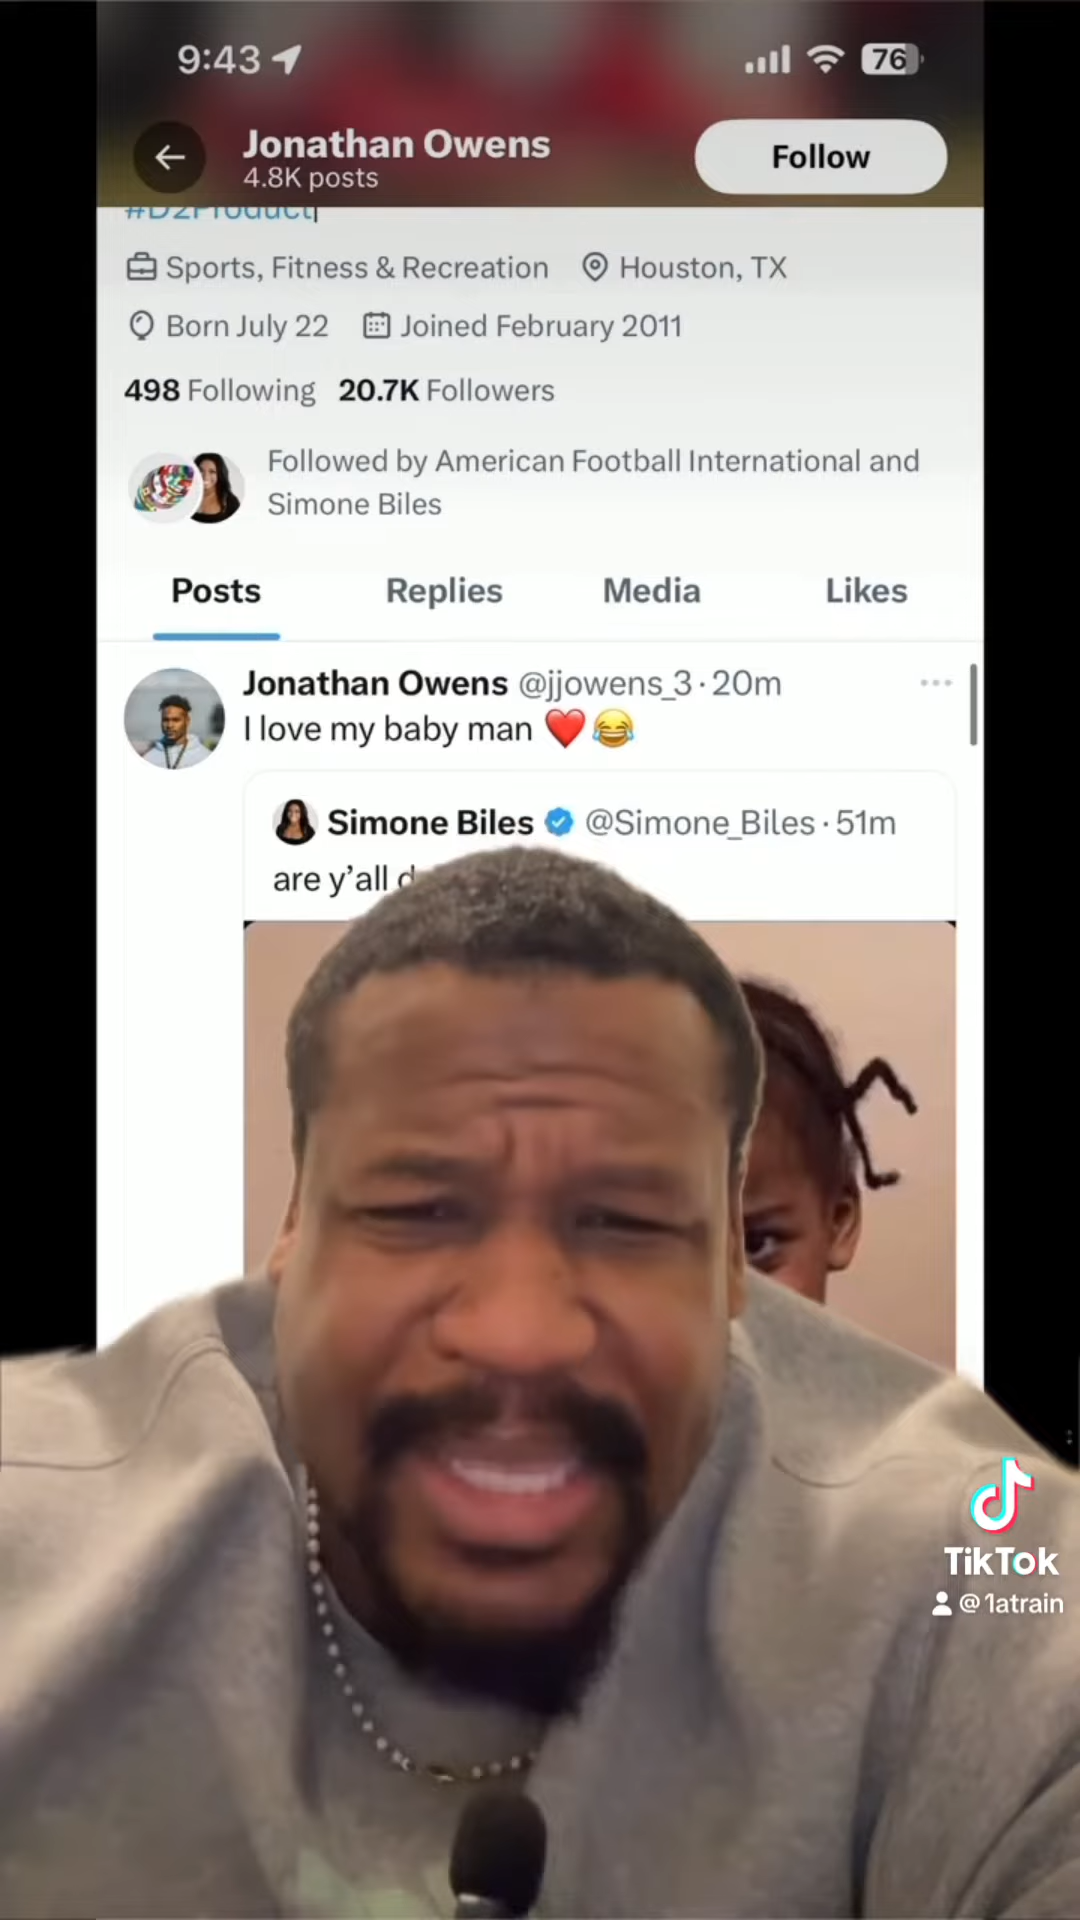 9:43
76
Jonathan Owens
4.8K posts
Follow
#D2Product|
Sports, Fitness & Recreation Houston, TX
Born July 22 Joined February 2011
498 Following 20.7K Followers
Followed by American Football International and
Simone Biles
Posts Replies Media Likes
Jonathan Owens @jjowens_3 · 20m
I love my baby man ❤️😂
Simone Biles @Simone_Biles · 51m
are y’all
TikTok
@1atrain